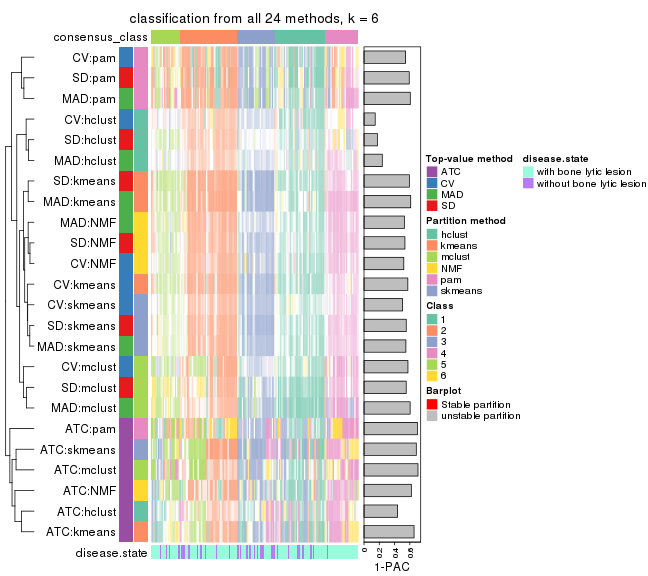 classification from all 24 methods, k = 6
consensus_class
CV:pam
SD:pam
MAD:pam
CV:hclust
SD:hclust
MAD:hclust
SD:kmeans
MAD:kmeans
MAD:NMF
SD:NMF
CV:NMF
CV:kmeans
CV:skmeans
SD:skmeans
MAD:skmeans
CV:mclust
SD:mclust
MAD:mclust
ATC:pam
ATC:skmeans
ATC:mclust
ATC:NMF
ATC:hclust
ATC:kmeans
disease.state
0 0.2 0.4 0.6
1-PAC
Top-value method
ATC
CV
MAD
SD
Partition method
hclust
kmeans
mclust
NMF
pam
skmeans
Class
1
2
3
4
5
6
Barplot
Stable partition
unstable partition
disease.state
with bone lytic lesion
without bone lytic lesion